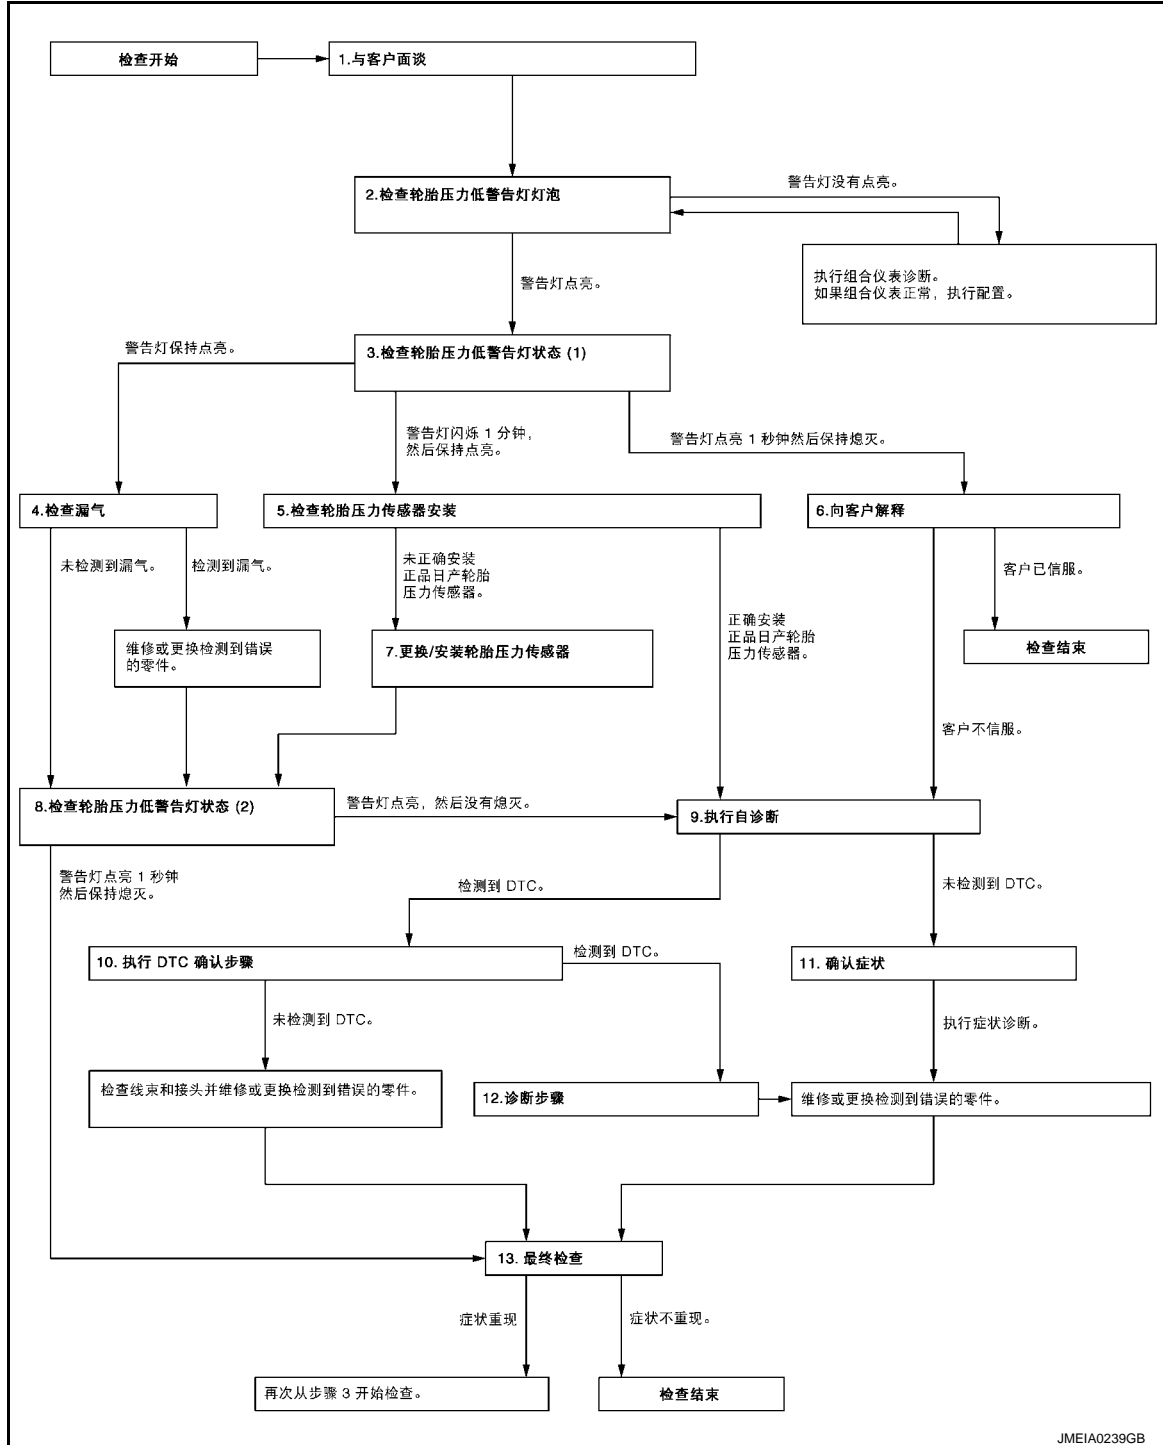 检查开始
1.与客户面谈
2.检查轮胎压力低警告灯灯泡
警告灯没有点亮。
执行组合仪表诊断。
如果组合仪表正常，执行配置。
警告灯点亮。
警告灯保持点亮。
3.检查轮胎压力低警告灯状态 (1)
警告灯闪烁 1 分钟，
然后保持点亮。
警告灯点亮 1 秒钟然后保持熄灭。
4.检查漏气
5.检查轮胎压力传感器安装
6.向客户解释
未检测到漏气。
检测到漏气。
未正确安装
正品日产轮胎
压力传感器。
客户已信服。
正确安装
正品日产轮胎
压力传感器。
维修或更换检测到错误
的零件。
7.更换/安装轮胎压力传感器
检查结束
客户不信服。
8.检查轮胎压力低警告灯状态 (2)
警告灯点亮，然后没有熄灭。
9.执行自诊断
警告灯点亮 1 秒钟
然后保持熄灭。
检测到 DTC。
未检测到 DTC。
10. 执行 DTC 确认步骤
检测到 DTC。
11. 确认症状
未检测到 DTC。
执行症状诊断。
检查线束和接头并维修或更换检测到错误的零件。
12.诊断步骤
维修或更换检测到错误的零件。
13. 最终检查
症状重现
症状不重现。
再次从步骤 3 开始检查。
检查结束
JMEIA0239GB